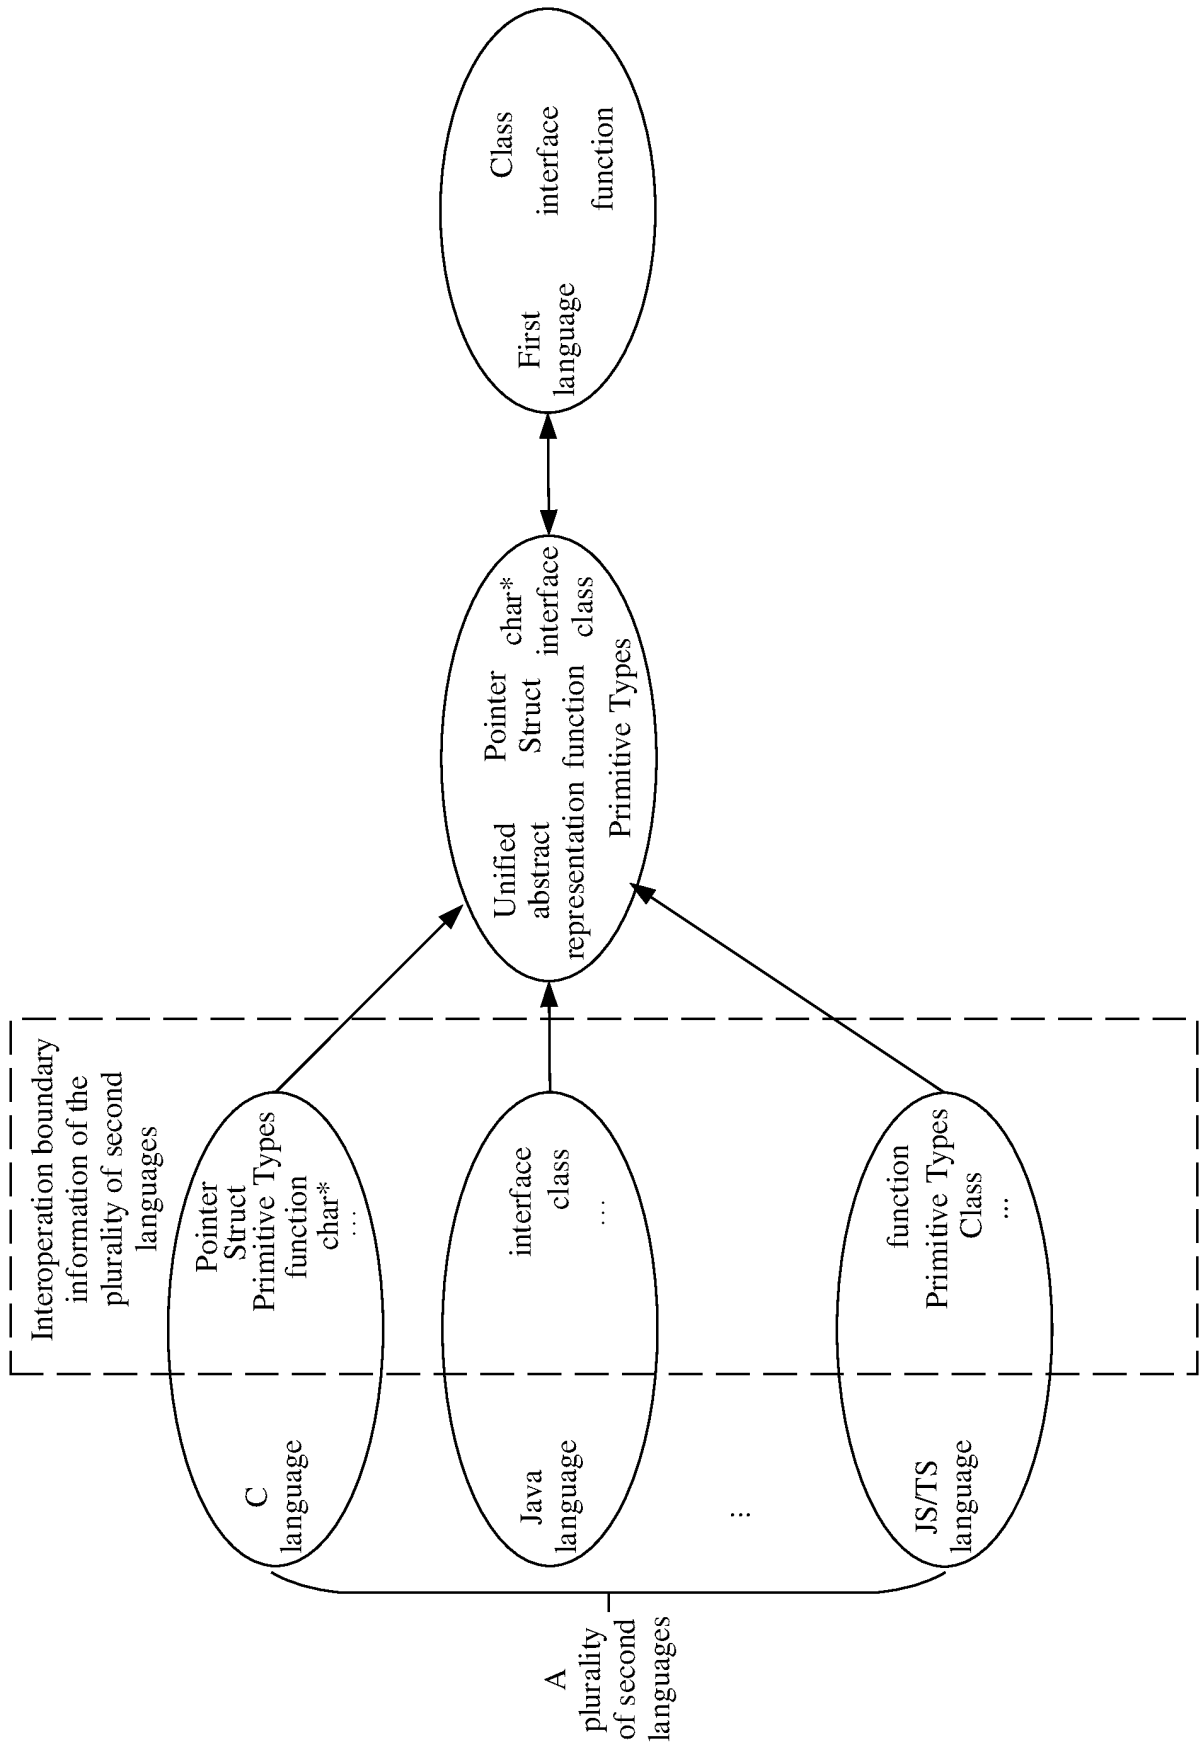 Interoperation boundary
information of the
plurality of second
languages
A
plurality
of second
languages
C
language
Pointer
Struct
Primitive Types
function
char*
...
Java
language
interface
class
...
...
JS/TS
language
function
Primitive Types
Class
...
Unified
abstract
representation
Pointer
Struct
function
Primitive Types
char*
interface
class
First
language
Class
interface
function